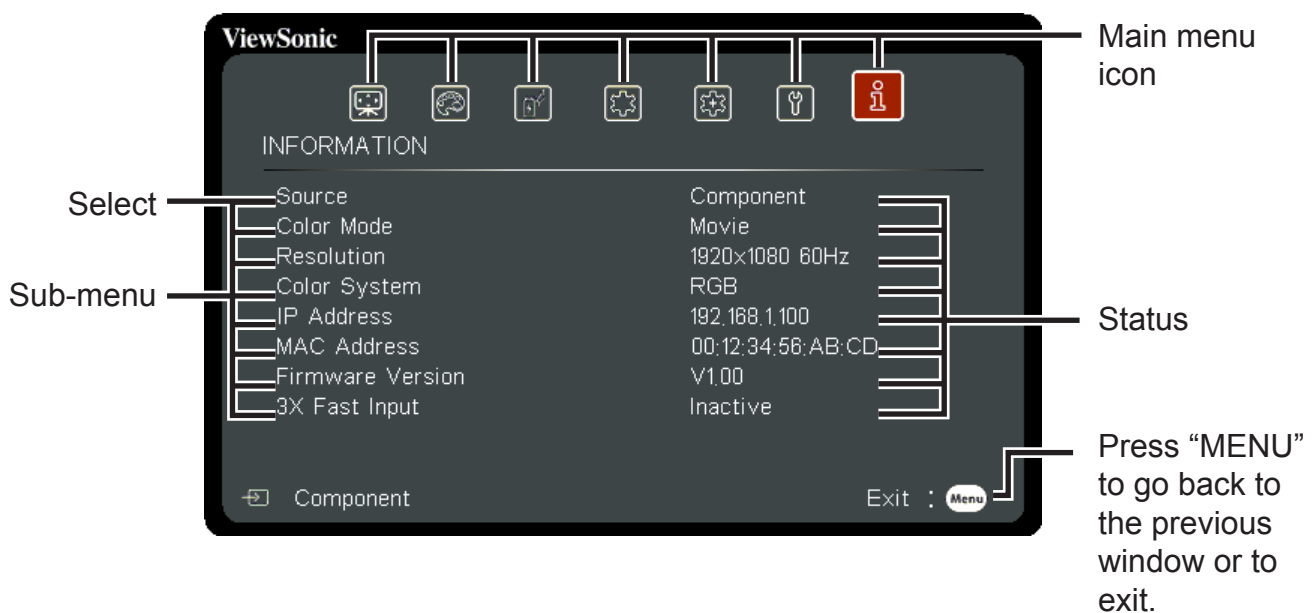 ViewSonic
Main menu
icon
INFORMATION
Select
Sub-menu
Source Component
Color Mode Movie
Resolution 1920x1080 60Hz
Color System RGB
IP Address 192.168.1.100
MAC Address 00:12:34:56:AB:CD
Firmware Version V1.00
3X Fast Input Inactive
Status
Component Exit : Menu
Press “MENU”
to go back to
the previous
window or to
exit.